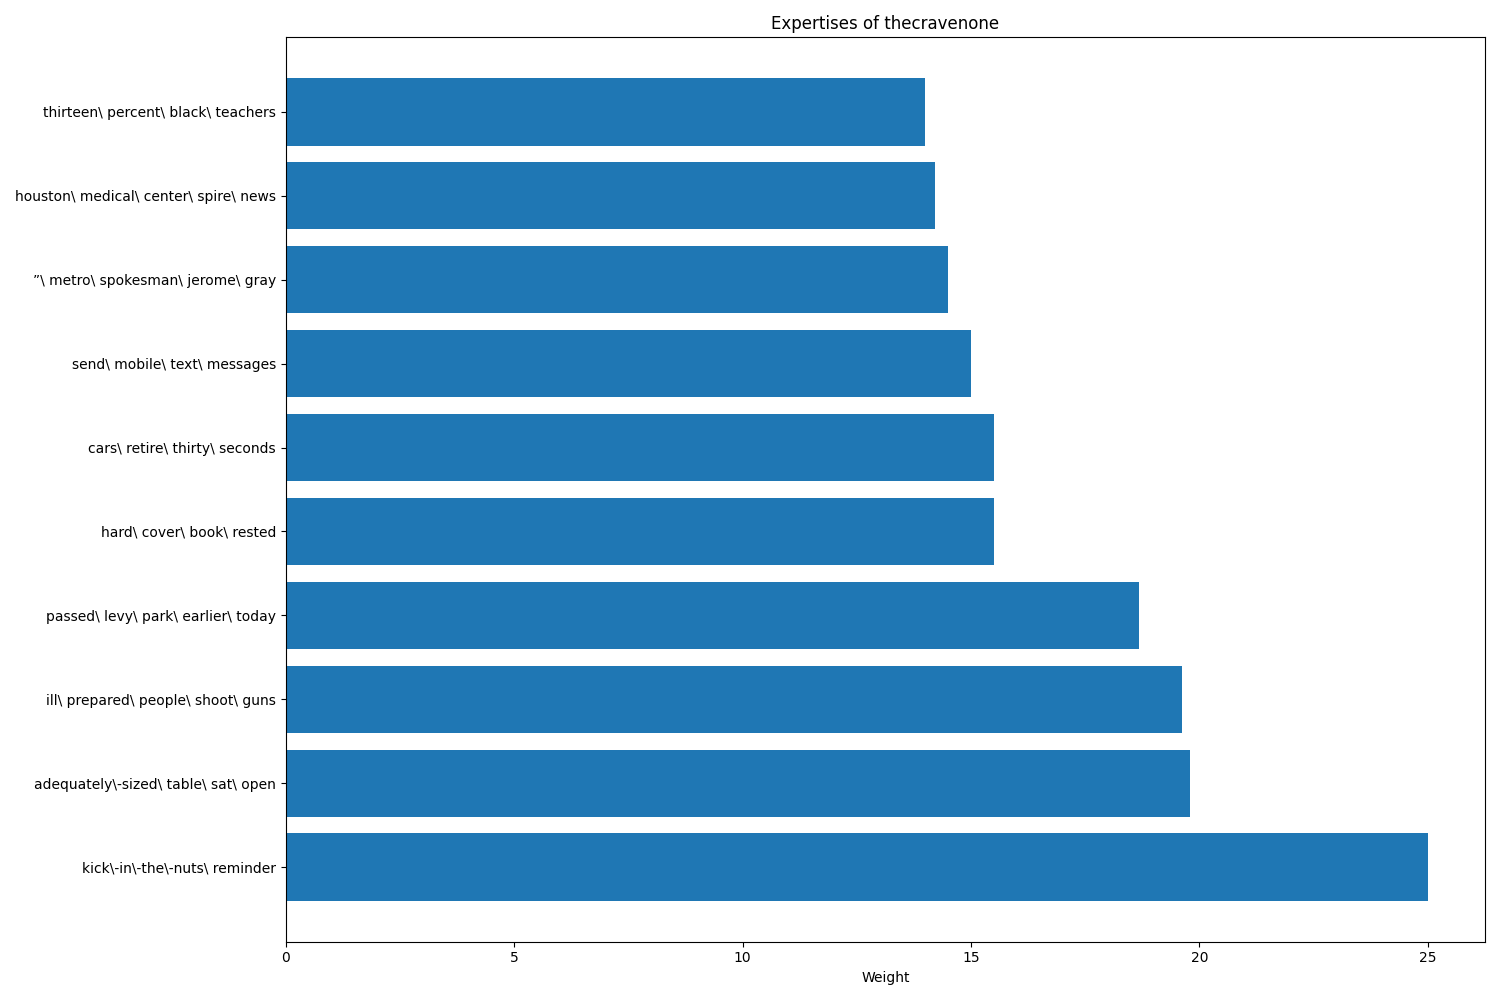 Expertises of thecravenone
thirteen\ percent\ black\ teachers
houston\ medical\ center\ spire\ news
”\ metro\ spokesman\ jerome\ gray
send\ mobile\ text\ messages
cars\ retire\ thirty\ seconds
hard\ cover\ book\ rested
passed\ levy\ park\ earlier\ today
ill\ prepared\ people\ shoot\ guns
adequately\-sized\ table\ sat\ open
kick\-in\-the\-nuts\ reminder
0 5 10 15 20 25
Weight